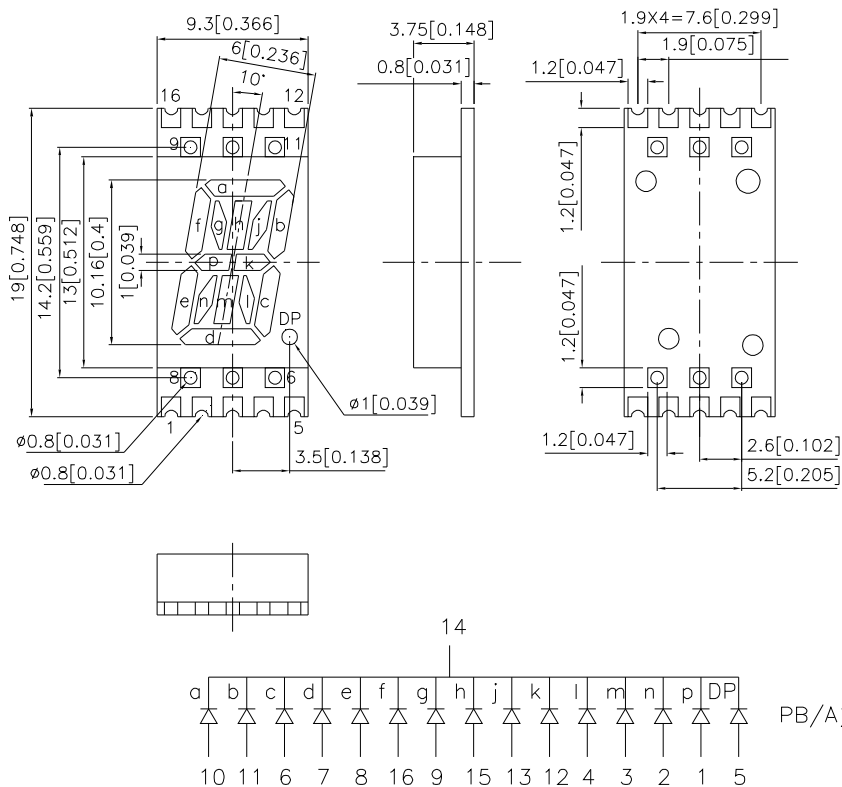 9.3[0.366]
6[0.236]
10°
16 12
9 11
a
f g h j b
p k
e n m l c
d
DP
8 6
1 5
19[0.748]
14.2[0.559]
13[0.512]
10.16[0.4]
1[0.039]
ø0.8[0.031]
ø0.8[0.031]
3.5[0.138]
ø1[0.039]
3.75[0.148]
0.8[0.031]
1.9X4=7.6[0.299]
1.9[0.075]
1.2[0.047]
1.2[0.047]
1.2[0.047]
1.2[0.047]
2.6[0.102]
5.2[0.205]
14
a b c d e f g h j k l m n p DP
PB/A
10 11 6 7 8 16 9 15 13 12 4 3 2 1 5